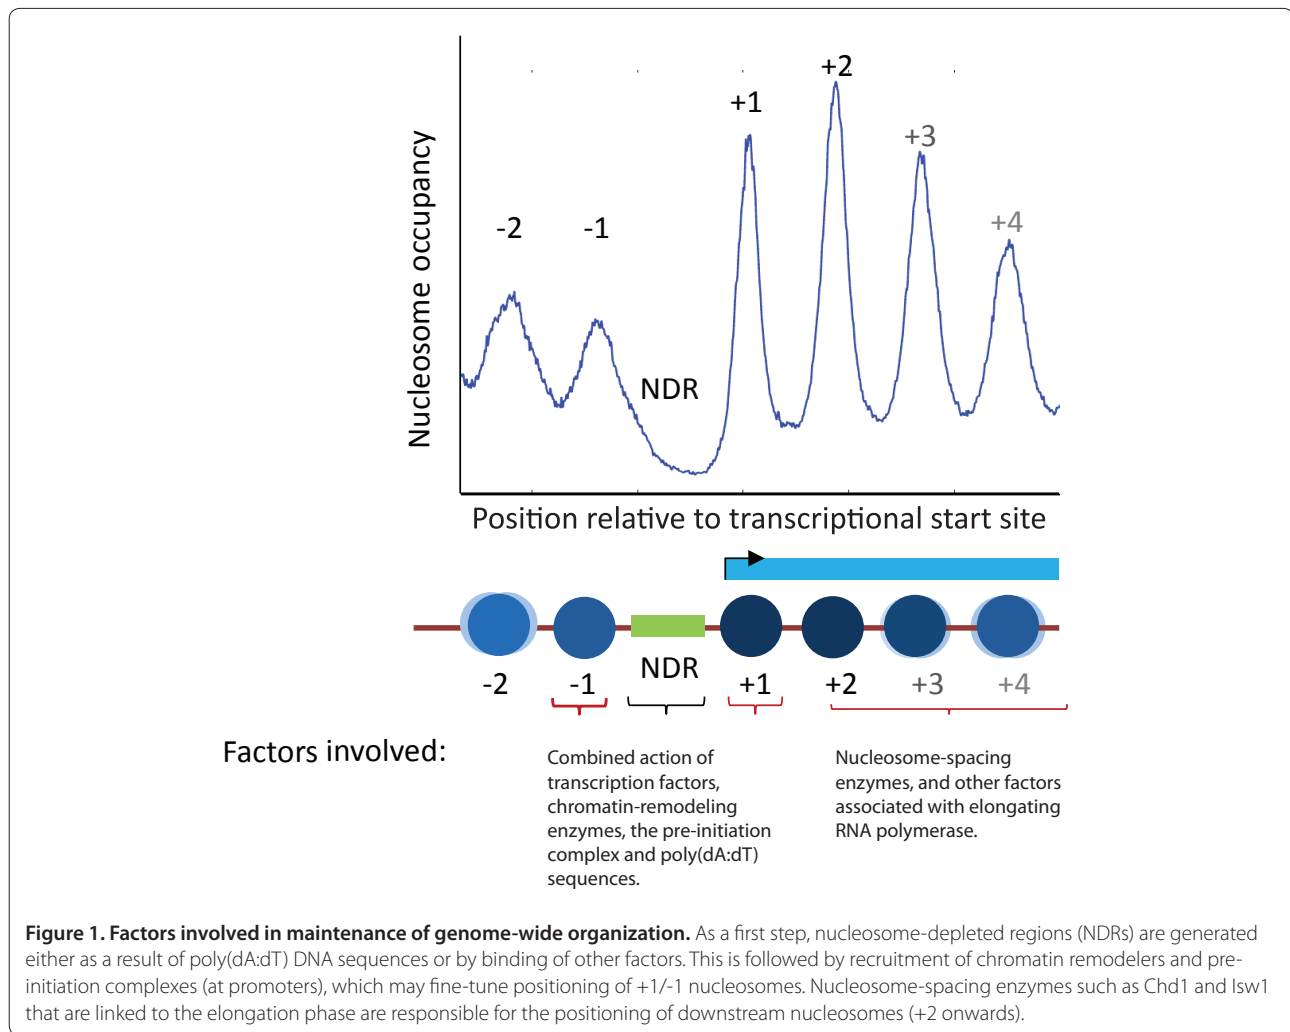 +2
+1
+3
-2
-1
+4
NDR
Nucleosome occupancy
Position relative to transcriptional start site
NDR
-2
-1
+1
+2
+3
+4
Factors involved:
Combined action of
transcription factors,
chromatin-remodeling
enzymes, the pre-initiation
complex and poly(dA:dT)
sequences.
Nucleosome-spacing
enzymes, and other factors
associated with elongating
RNA polymerase.
Figure 1. Factors involved in maintenance of genome-wide organization. As a first step, nucleosome-depleted regions (NDRs) are generated
either as a result of poly(dA:dT) DNA sequences or by binding of other factors. This is followed by recruitment of chromatin remodelers and pre-
initiation complexes (at promoters), which may fine-tune positioning of +1/-1 nucleosomes. Nucleosome-spacing enzymes such as Chd1 and Isw1
that are linked to the elongation phase are responsible for the positioning of downstream nucleosomes (+2 onwards).